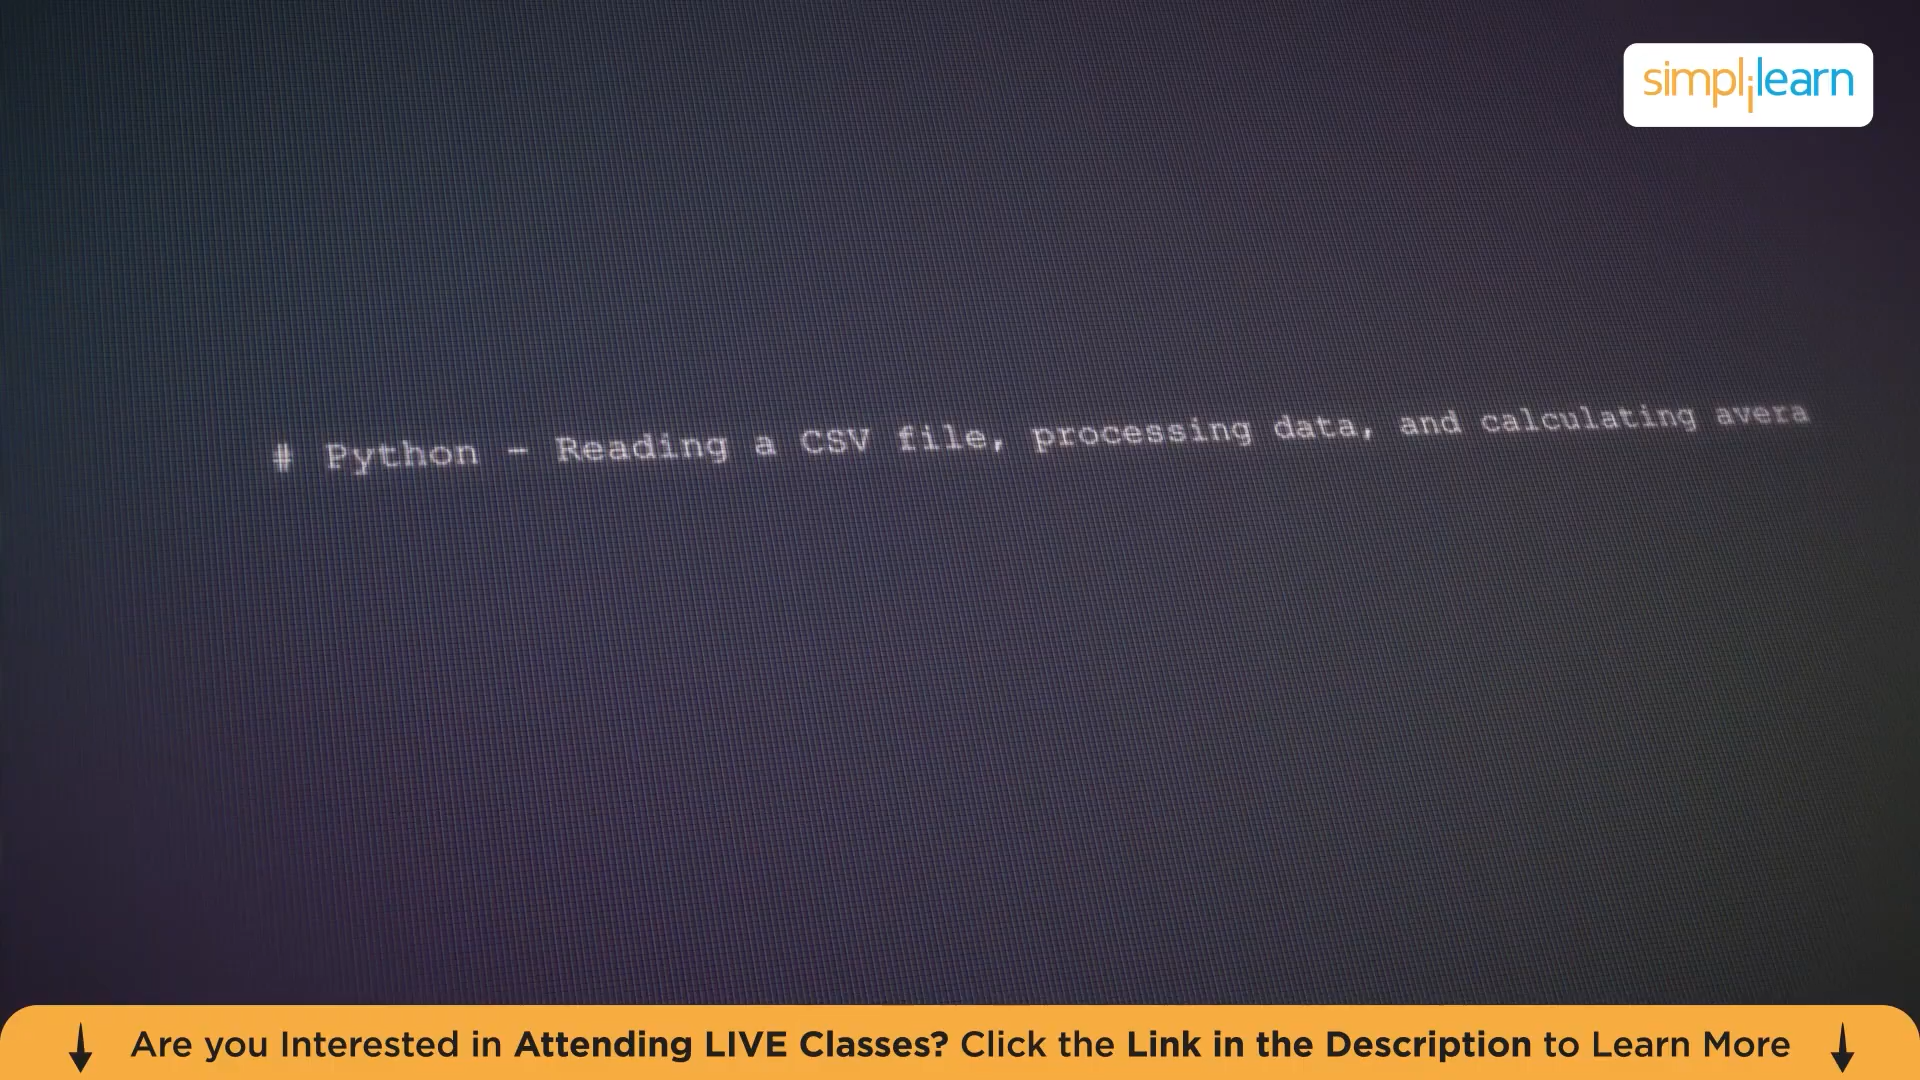 simplilearn
# Python - Reading a CSV file, processing data, and calculating avera
Are you Interested in Attending LIVE Classes? Click the Link in the Description to Learn More